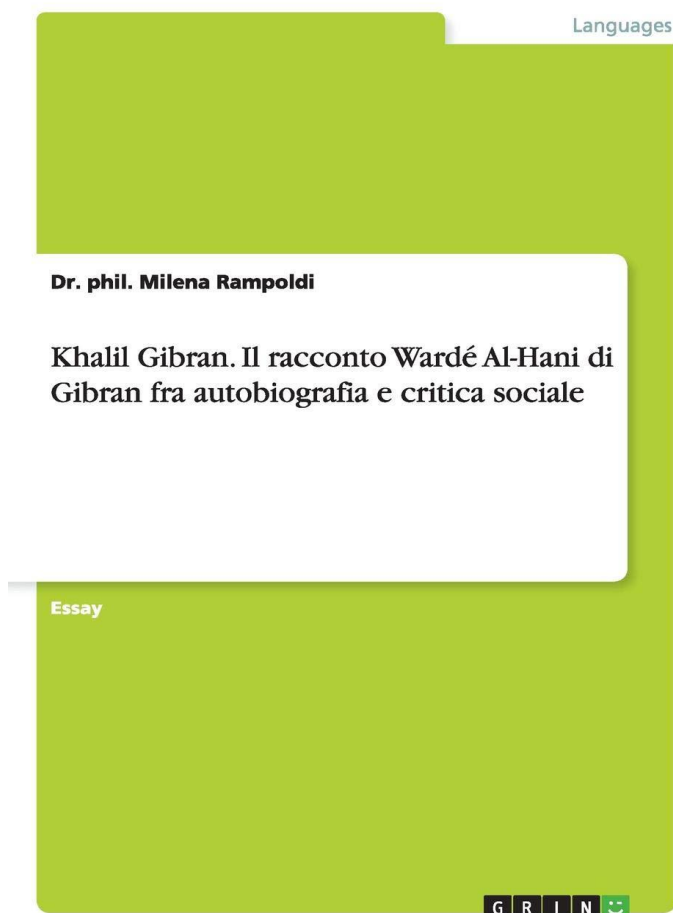 Languages
Dr. phil. Milena Rampoldi
Khalil Gibran. Il racconto Wardé Al-Hani di
Gibran fra autobiografia e critica sociale
Essay
GRIN